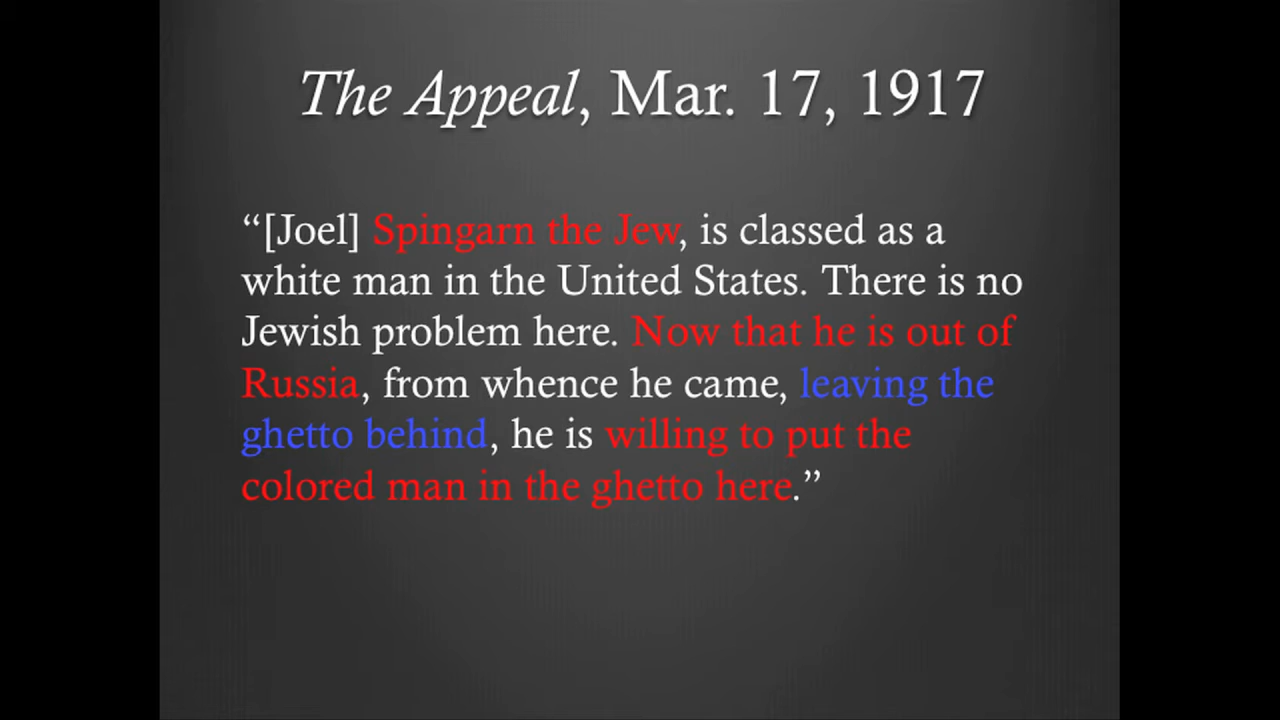 The Appeal, Mar. 17, 1917
“[Joel] Spingarn the Jew, is classed as a
white man in the United States. There is no
Jewish problem here. Now that he is out of
Russia, from whence he came, leaving the
ghetto behind, he is willing to put the
colored man in the ghetto here.”